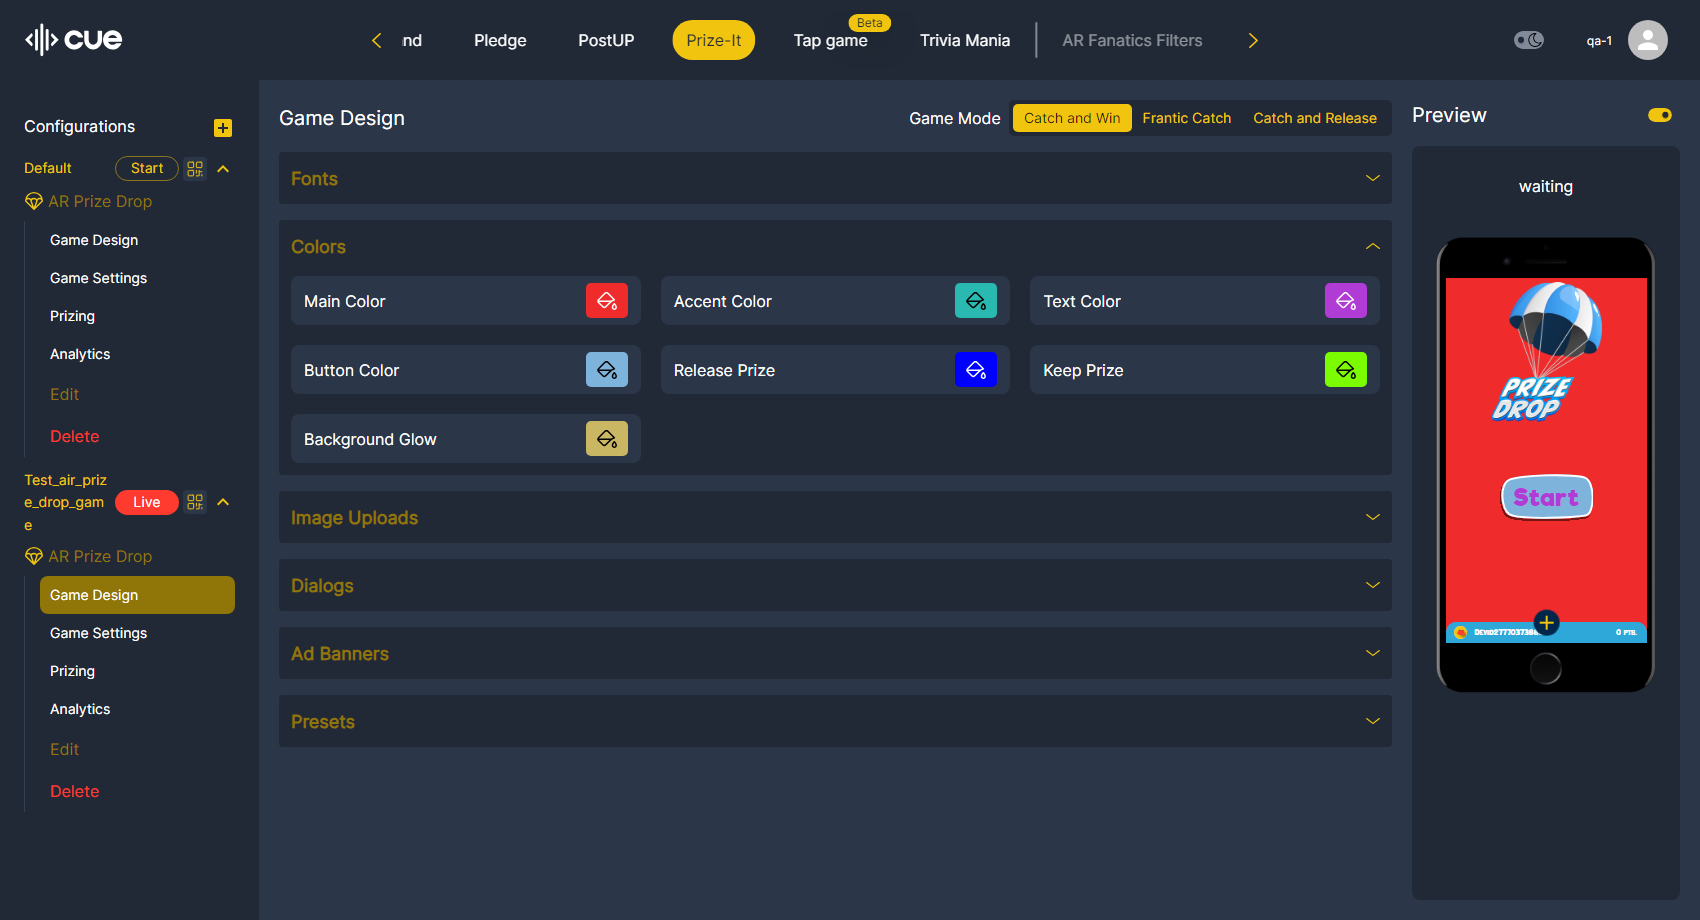 cue
nd
Pledge
PostUP
Prize-It
Beta
Tap game
Trivia Mania
AR Fanatics Filters
qa-1
Configurations
Default
Start
AR Prize Drop
Game Design
Game Settings
Prizing
Analytics
Edit
Delete
Test_air_priz
e_drop_gam
e
Live
AR Prize Drop
Game Design
Game Settings
Prizing
Analytics
Edit
Delete
Game Design
Game Mode
Catch and Win
Frantic Catch
Catch and Release
Fonts
Colors
Main Color
Accent Color
Text Color
Button Color
Release Prize
Keep Prize
Background Glow
Image Uploads
Dialogs
Ad Banners
Presets
Preview
waiting
PRIZE
DROP
Start
0 PTS.